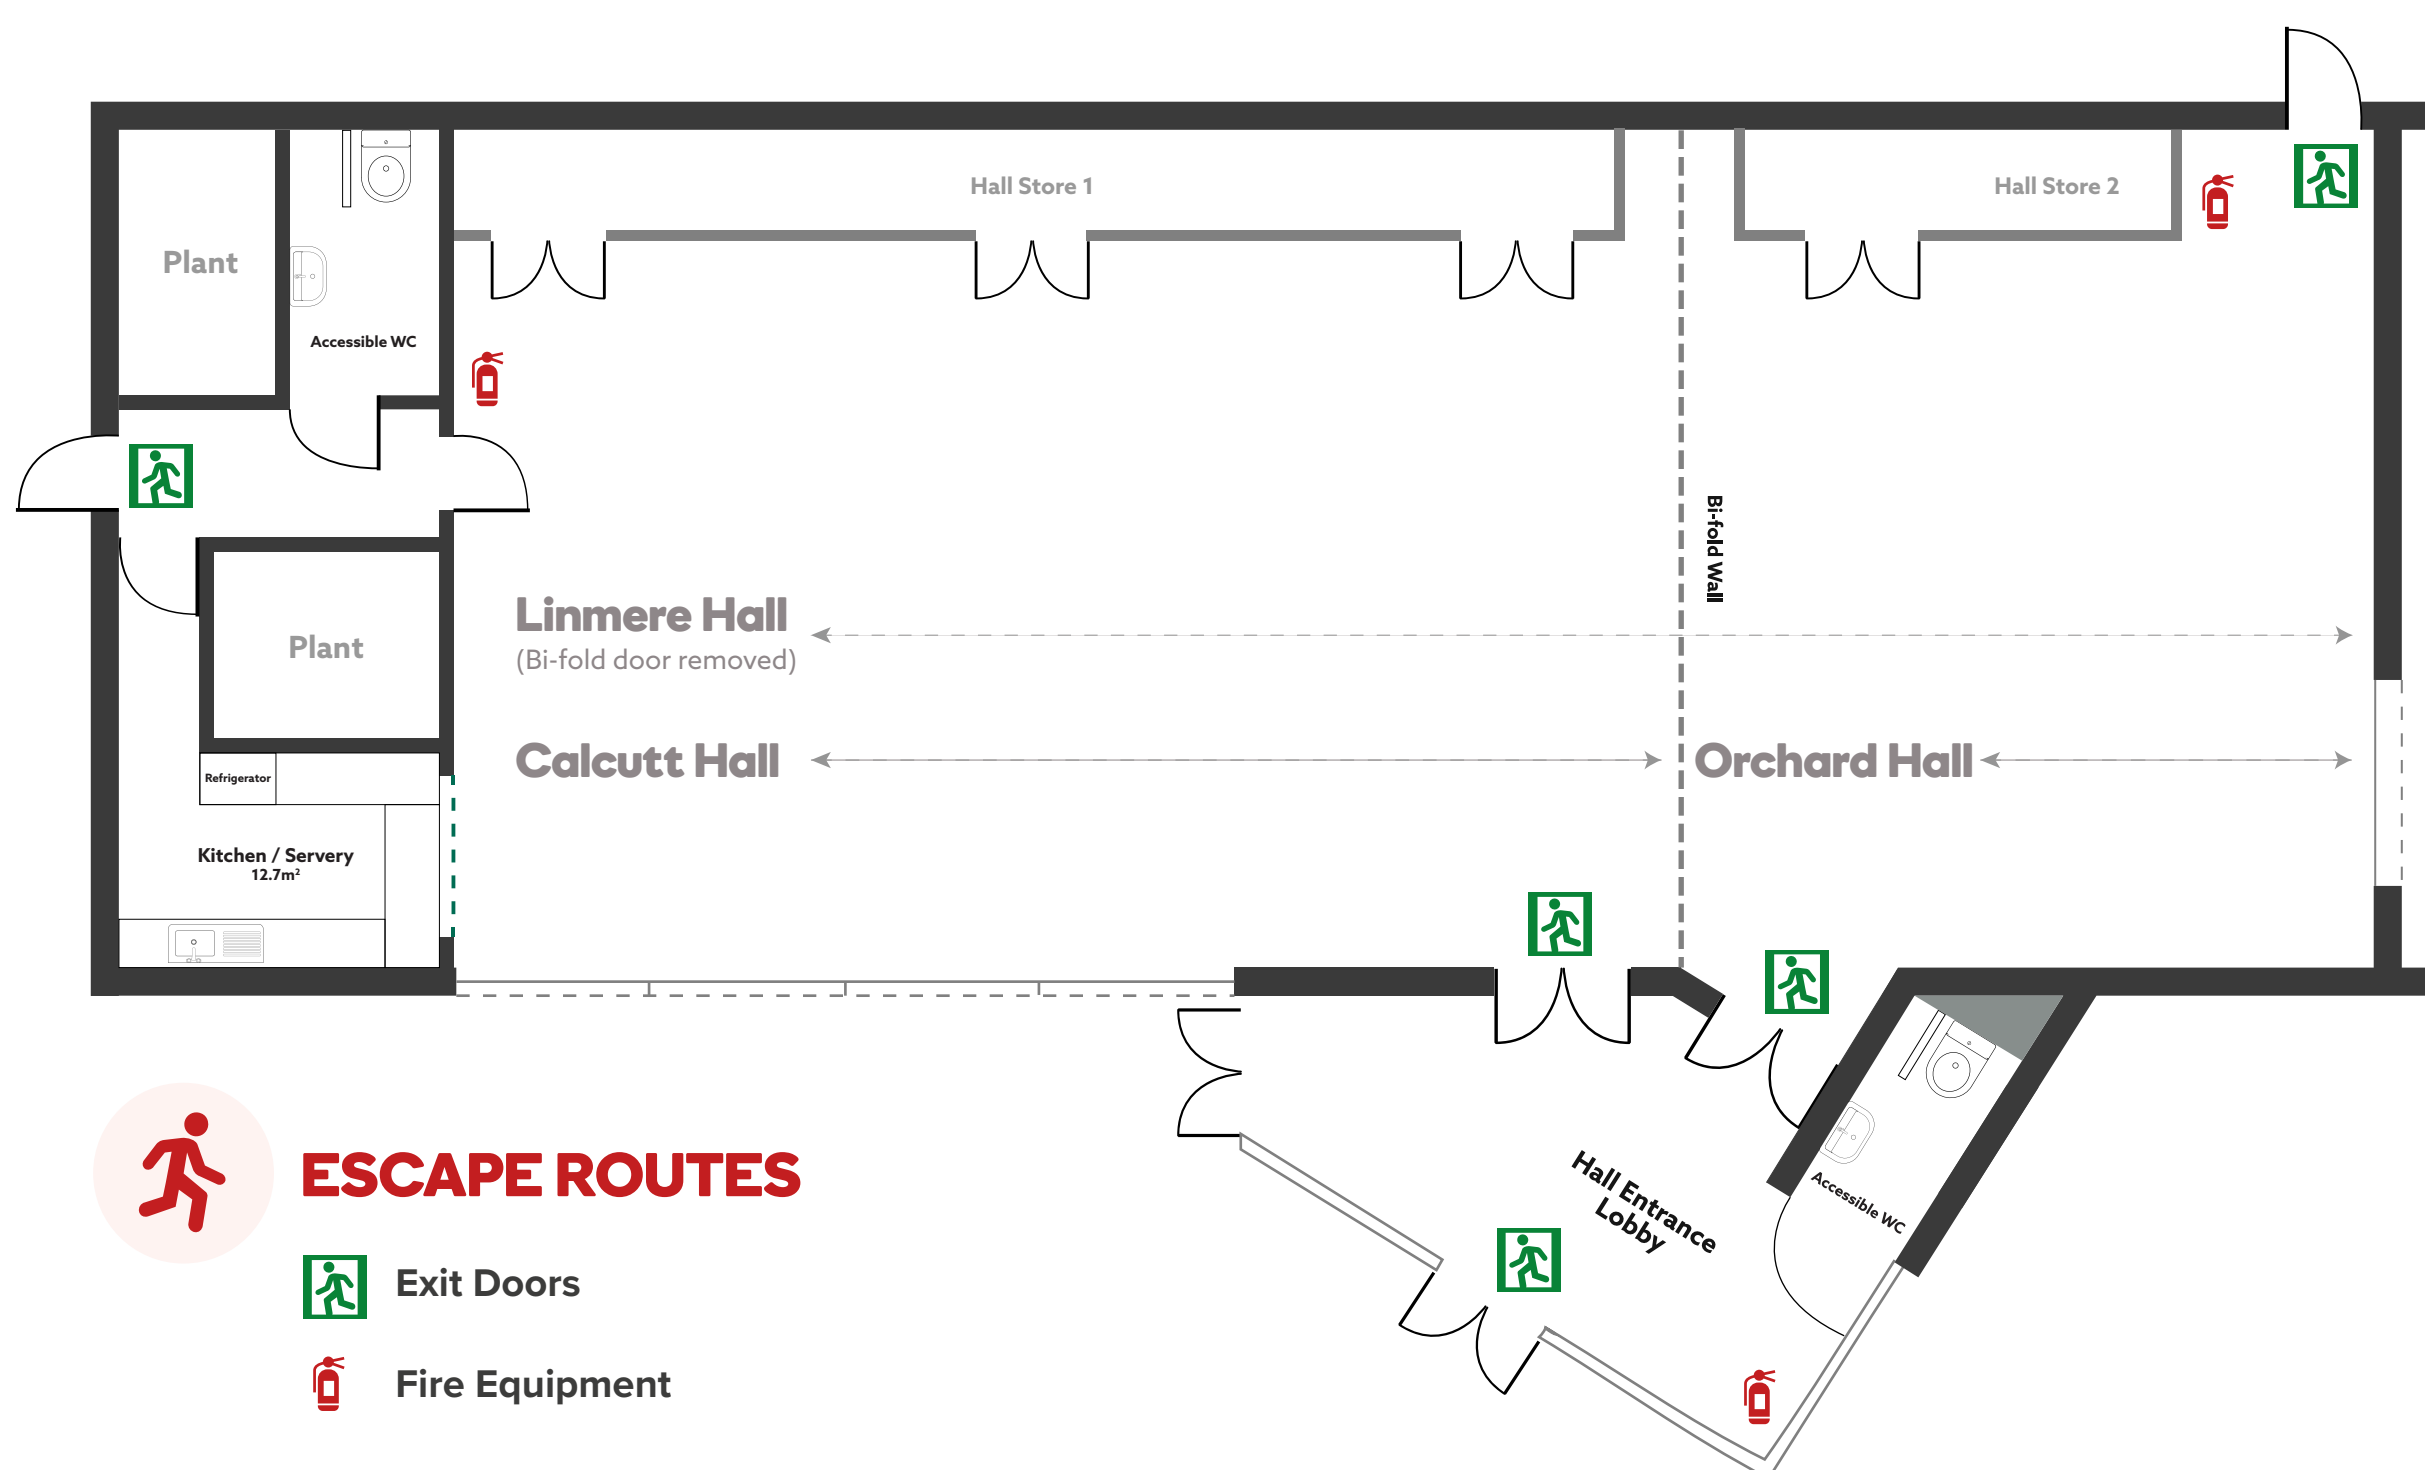 Hall Store 1
Hall Store 2
Plant
Accessible WC
Bi-fold Wall
Linmere Hall
(Bi-fold door removed)
Plant
Calcutt Hall
Orchard Hall
Refrigerator
Kitchen / Servery
12.7m²
Hall Entrance
Lobby
Accessible WC
ESCAPE ROUTES
Exit Doors
Fire Equipment